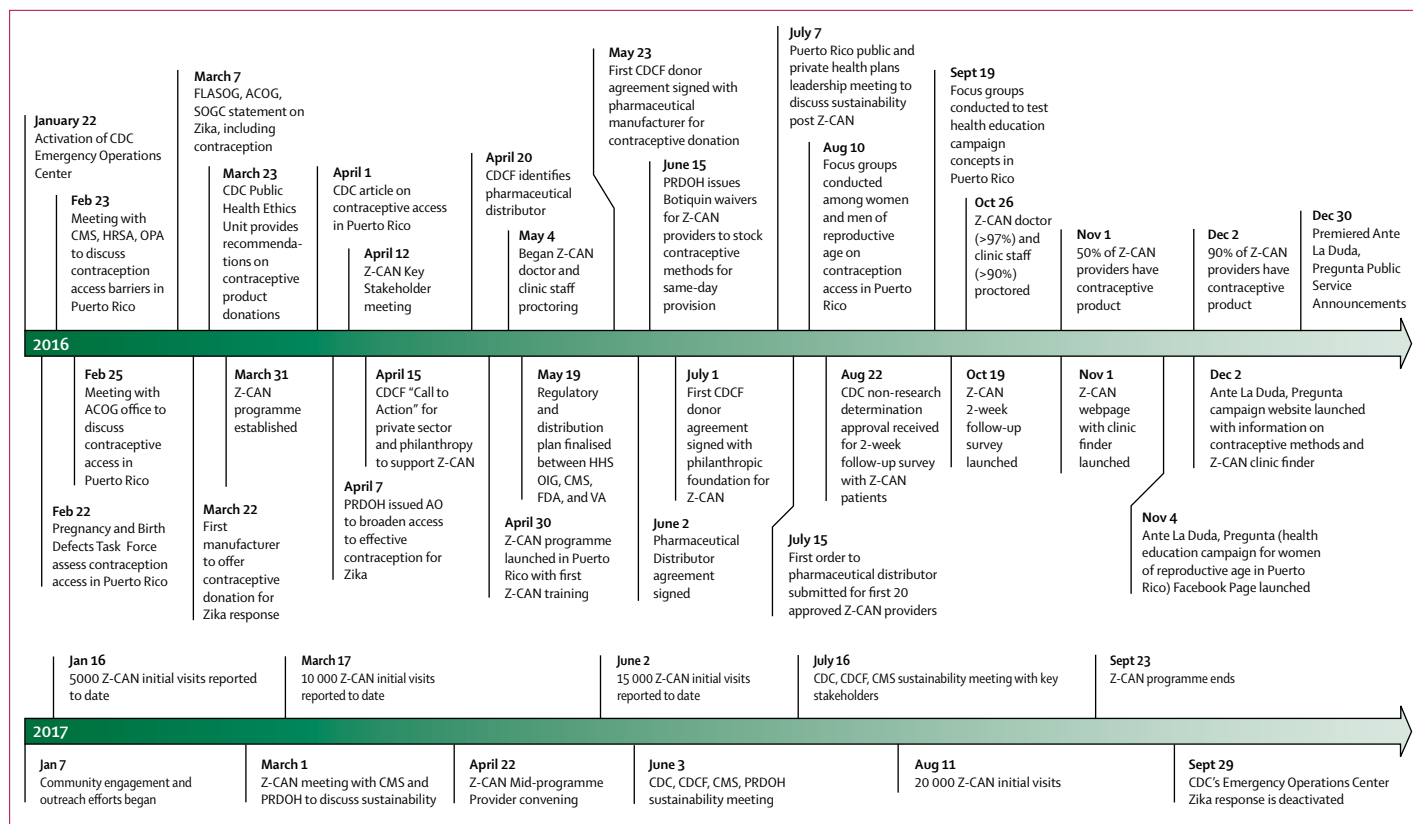 January 22
Activation of CDC
Emergency Operations
Center
Feb 23
Meeting with
CMS, HRSA, OPA
to discuss
contraception
access barriers in
Puerto Rico
March 7
FLASOG, ACOG,
SOGC statement on
Zika, including
contraception
March 23
CDC Public
Health Ethics
Unit provides
recommenda-
tions on
contraceptive
product
donations
April 1
CDC article on
contraceptive access
in Puerto Rico
April 12
Z-CAN Key
Stakeholder
meeting
April 20
CDCF identifies
pharmaceutical
distributor
May 4
Began Z-CAN
doctor and
clinic staff
proctoring
May 23
First CDCF donor
agreement signed with
pharmaceutical
manufacturer for
contraceptive donation
June 15
PRDOH issues
Botiquin waivers
for Z-CAN
providers to stock
contraceptive
methods for
same-day
provision
July 7
Puerto Rico public and
private health plans
leadership meeting to
discuss sustainability
post Z-CAN
Aug 10
Focus groups
conducted
among women
and men of
reproductive
age on
contraception
access in Puerto
Rico
Sept 19
Focus groups
conducted to test
health education
campaign
concepts in
Puerto Rico
Oct 26
Z-CAN doctor
(>97%) and
clinic staff
(>90%)
proctored
Nov 1
50% of Z-CAN
providers have
contraceptive
product
Dec 2
90% of Z-CAN
providers have
contraceptive
product
Dec 30
Premiered Ante
La Duda,
Pregunta Public
Service
Announcements
2016
Feb 25
Meeting with
ACOG office to
discuss
contraceptive
access in
Puerto Rico
Feb 22
Pregnancy and Birth
Defects Task Force
assess contraception
access in Puerto Rico
March 31
Z-CAN
programme
established
March 22
First
manufacturer
to offer
contraceptive
donation for
Zika response
April 15
CDCF “Call to
Action” for
private sector
and philanthropy
to support Z-CAN
April 7
PRDOH issued AO
to broaden access
to effective
contraception for
Zika
May 19
Regulatory
and
distribution
plan finalised
between HHS
OIG, CMS,
FDA, and VA
April 30
Z-CAN programme
launched in Puerto
Rico with first
Z-CAN training
July 1
First CDCF
donor
agreement
signed with
philanthropic
foundation for
Z-CAN
June 2
Pharmaceutical
Distributor
agreement
signed
Aug 22
CDC non-research
determination
approval received
for 2-week
follow-up survey
with Z-CAN
patients
July 15
First order to
pharmaceutical distributor
submitted for first 20
approved Z-CAN providers
Oct 19
Z-CAN
2-week
follow-up
survey
launched
Nov 1
Z-CAN
webpage
with clinic
finder
launched
Nov 4
Ante La Duda, Pregunta (health
education campaign for women
of reproductive age in Puerto
Rico) Facebook Page launched
Dec 2
Ante La Duda, Pregunta
campaign website launched
with information on
contraceptive methods and
Z-CAN clinic finder
Jan 16
5000 Z-CAN initial visits reported
to date
March 17
10 000 Z-CAN initial visits
reported to date
June 2
15 000 Z-CAN initial visits
reported to date
July 16
CDC, CDCF, CMS sustainability meeting with key
stakeholders
Sept 23
Z-CAN programme ends
2017
Jan 7
Community engagement and
outreach efforts began
March 1
Z-CAN meeting with CMS and
PRDOH to discuss sustainability
April 22
Z-CAN Mid-programme
Provider convening
June 3
CDC, CDCF, CMS, PRDOH
sustainability meeting
Aug 11
20 000 Z-CAN initial visits
Sept 29
CDC’s Emergency Operations Center
Zika response is deactivated